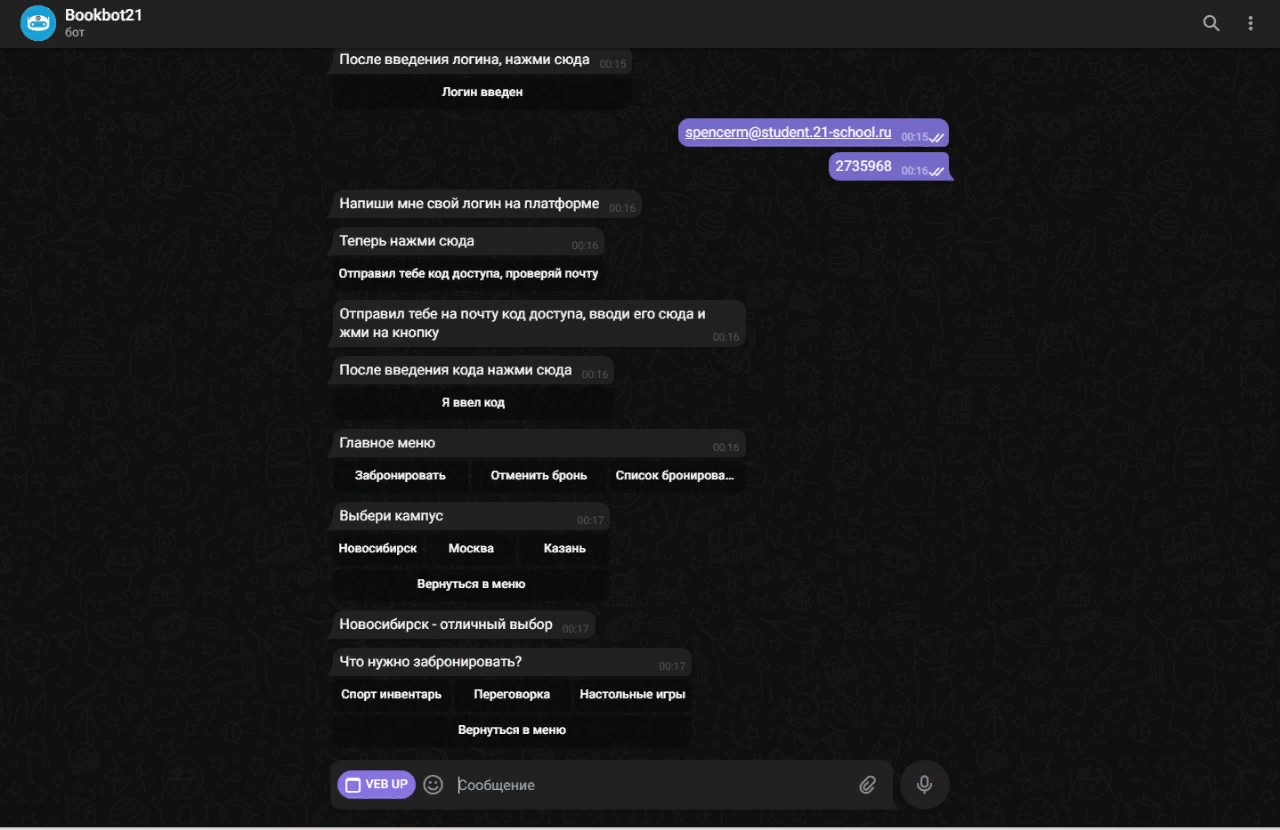 Bookbot21
бот
После введения логина, нажми сюда 00:15
Логин введен
spencerm@student.21-school.ru 00:15
2735968 00:16
Напиши мне свой логин на платформе 00:16
Теперь нажми сюда 00:16
Отправил тебе код доступа, проверяй почту
Отправил тебе на почту код доступа, вводи его сюда и
жми на кнопку 00:16
После введения кода нажми сюда 00:16
Я ввел код
Главное меню 00:16
Забронировать Отменить бронь Список бронирова...
Выбери кампус 00:17
Новосибирск Москва Казань
Вернуться в меню
Новосибирск - отличный выбор 00:17
Что нужно забронировать? 00:17
Спорт инвентарь Переговорка Настольные игры
Вернуться в меню
VEB UP Сообщение